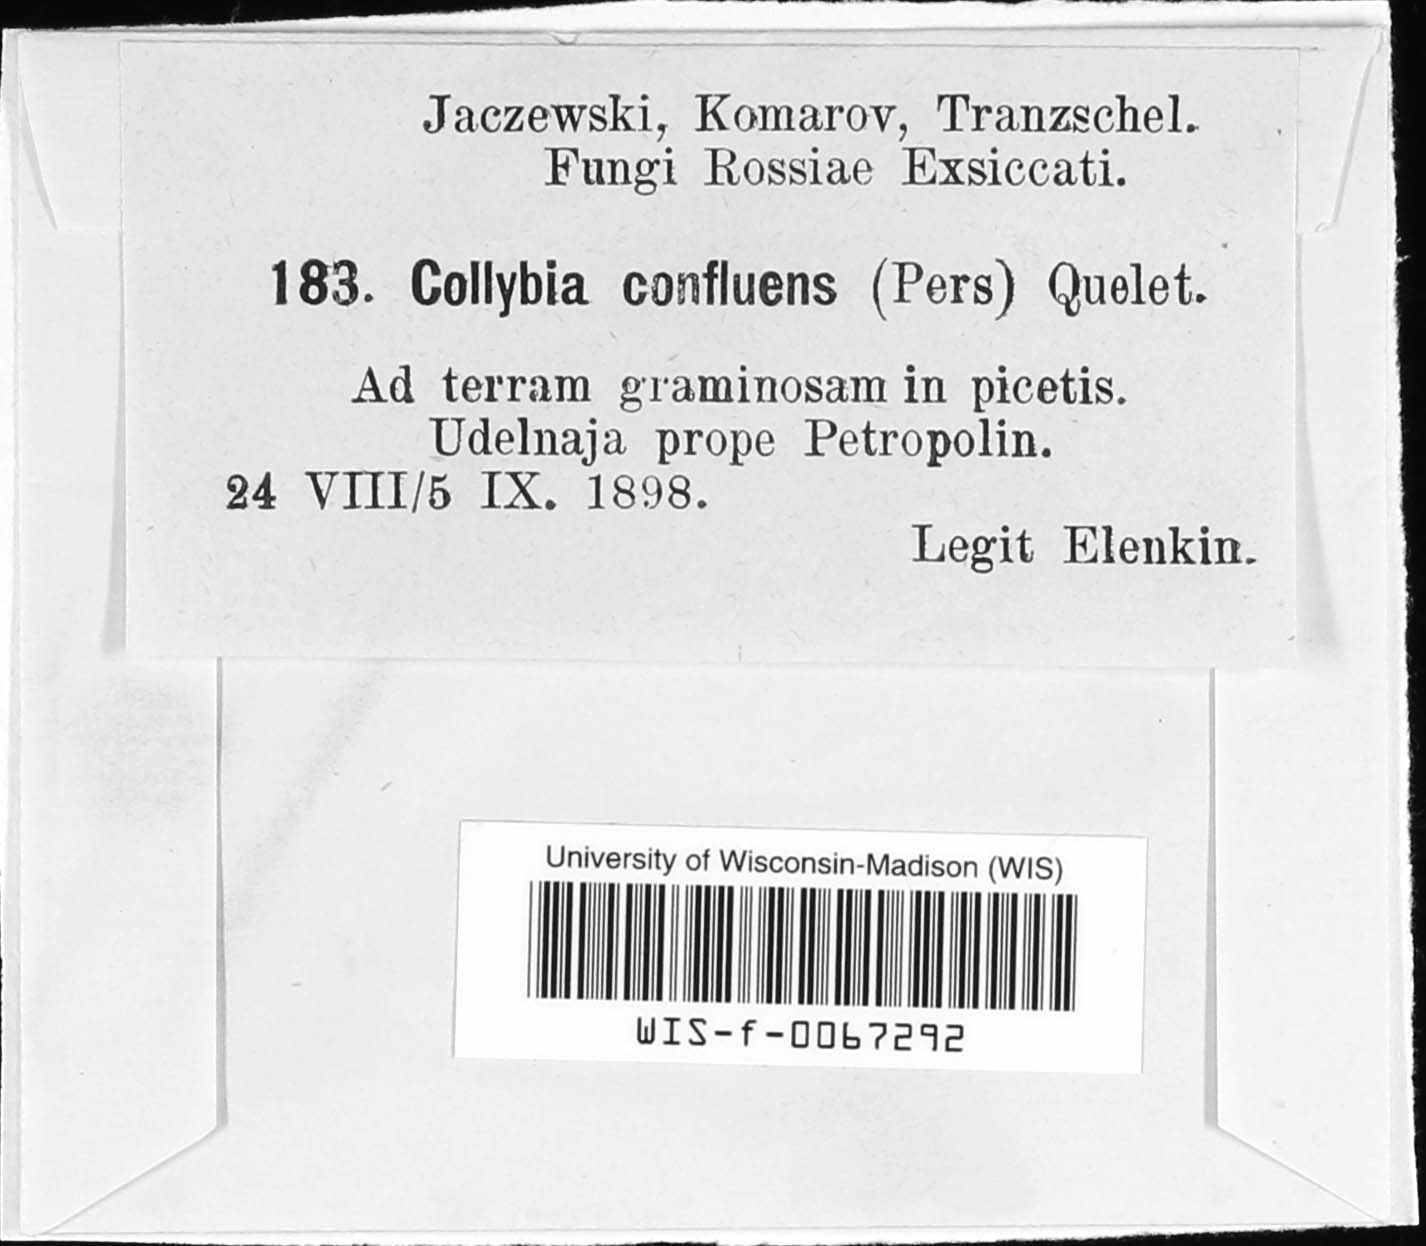 Jaczewski, Komarov, Tranzschel.
Fungi Rossiae Exsiccati.
183. Collybia confluens (Pers) Quelet.
Ad terram graminosam in picetis.
Udelnaja prope Petropolin.
24 VIII/5 IX. 1898.
Legit Elenkin.
University of Wisconsin-Madison (WIS)
WIS-f-0067292